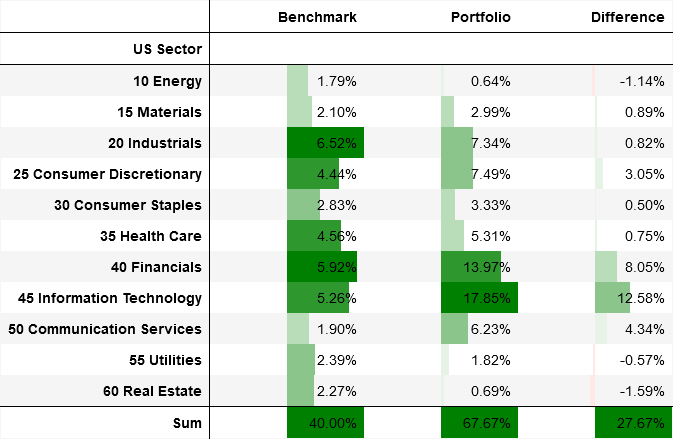 Benchmark Portfolio Difference
US Sector
10 Energy 1.79% 0.64% -1.14%
15 Materials 2.10% 2.99% 0.89%
20 Industrials 6.52% 7.34% 0.82%
25 Consumer Discretionary 4.44% 7.49% 3.05%
30 Consumer Staples 2.83% 3.33% 0.50%
35 Health Care 4.56% 5.31% 0.75%
40 Financials 5.92% 13.97% 8.05%
45 Information Technology 5.26% 17.85% 12.58%
50 Communication Services 1.90% 6.23% 4.34%
55 Utilities 2.39% 1.82% -0.57%
60 Real Estate 2.27% 0.69% -1.59%
Sum 40.00% 67.67% 27.67%